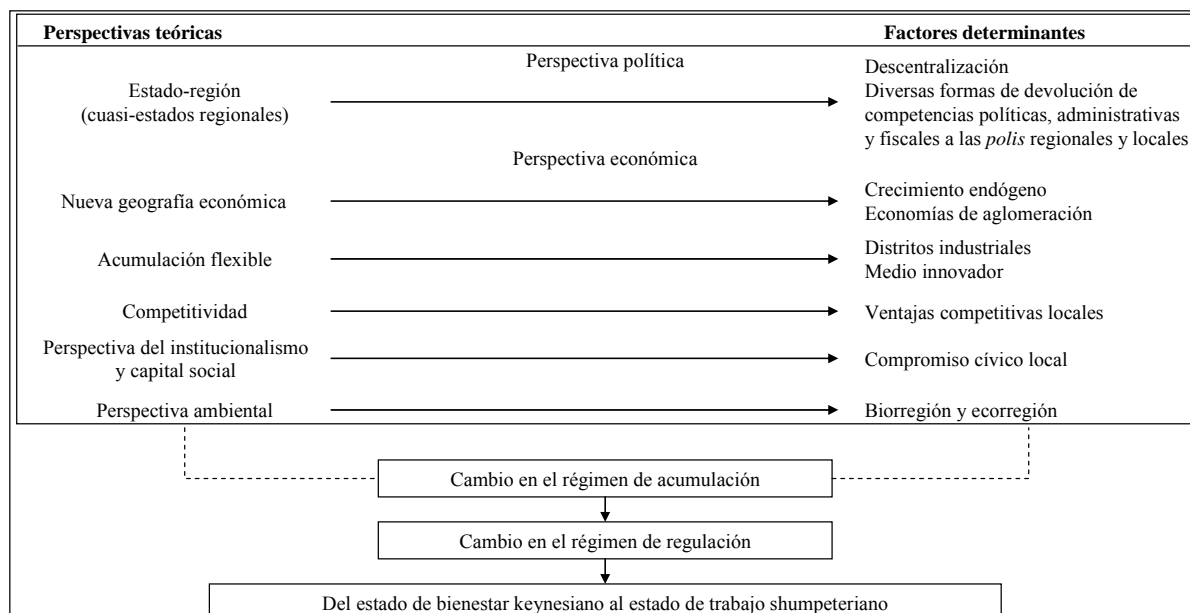 Perspectivas teóricas
Factores determinantes
Perspectiva política
Estado-región
(cuasi-estados regionales)
Descentralización
Diversas formas de devolución de
competencias políticas, administrativas
y fiscales a las polis regionales y locales
Perspectiva económica
Nueva geografía económica
Crecimiento endógeno
Economías de aglomeración
Acumulación flexible
Distritos industriales
Medio innovador
Competitividad
Ventajas competitivas locales
Perspectiva del institucionalismo
y capital social
Compromiso cívico local
Perspectiva ambiental
Biorregión y ecorregión
Cambio en el régimen de acumulación
Cambio en el régimen de regulación
Del estado de bienestar keynesiano al estado de trabajo shumpeteriano